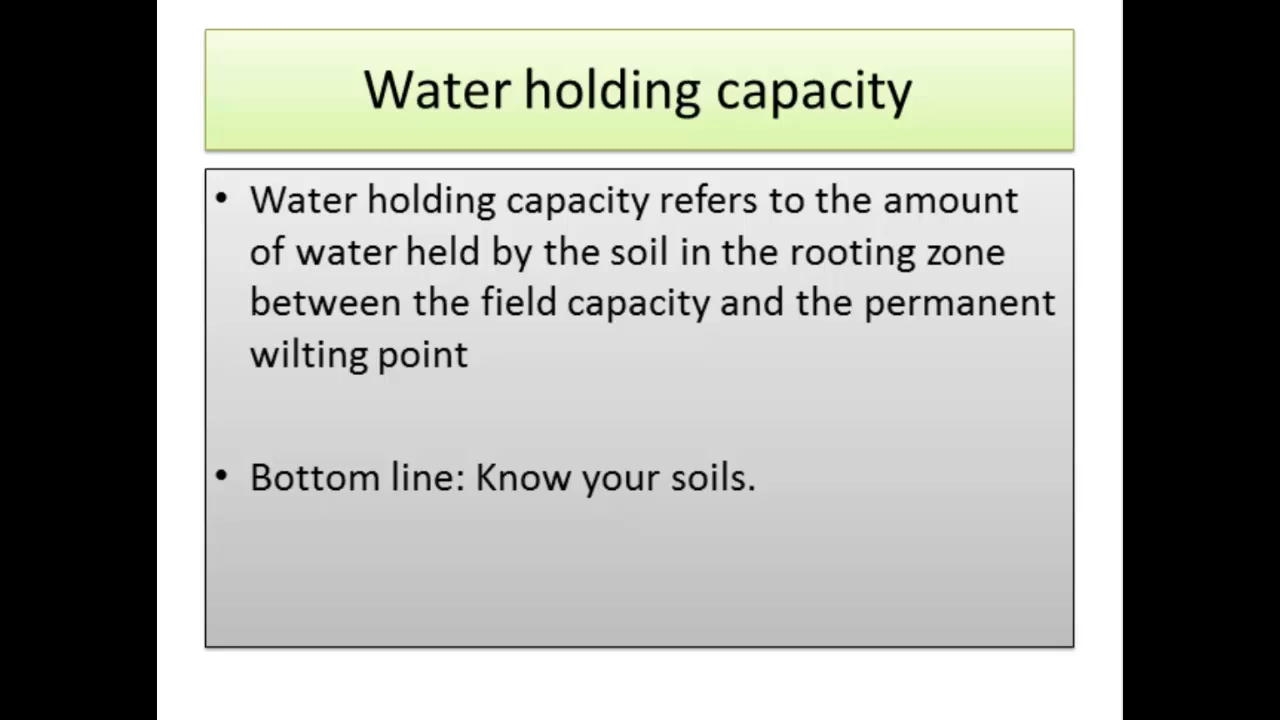 Water holding capacity
• Water holding capacity refers to the amount
of water held by the soil in the rooting zone
between the field capacity and the permanent
wilting point
• Bottom line: Know your soils.